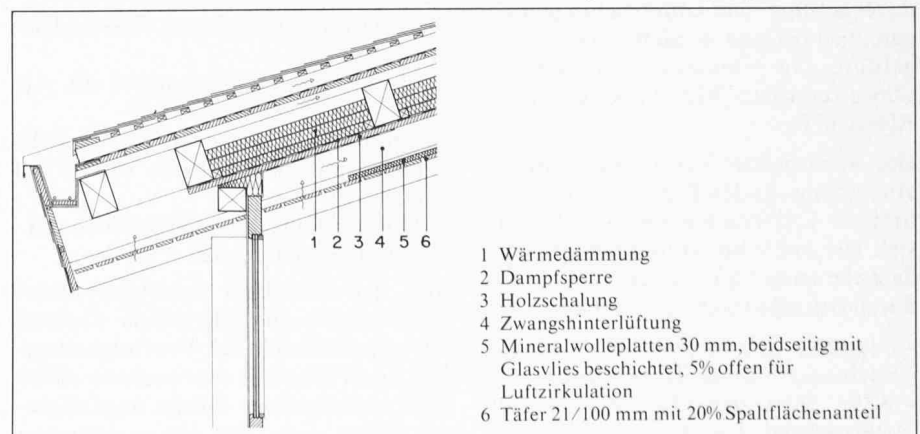 1 2 3 4 5 6
1 Wärmedämmung
2 Dampfsperre
3 Holzschalung
4 Zwangshinterlüftung
5 Mineralwolleplatten 30 mm, beidseitig mit
Glasvlies beschichtet, 5% offen für
Luftzirkulation
6 Täfer 21/100 mm mit 20% Spaltflächenanteil